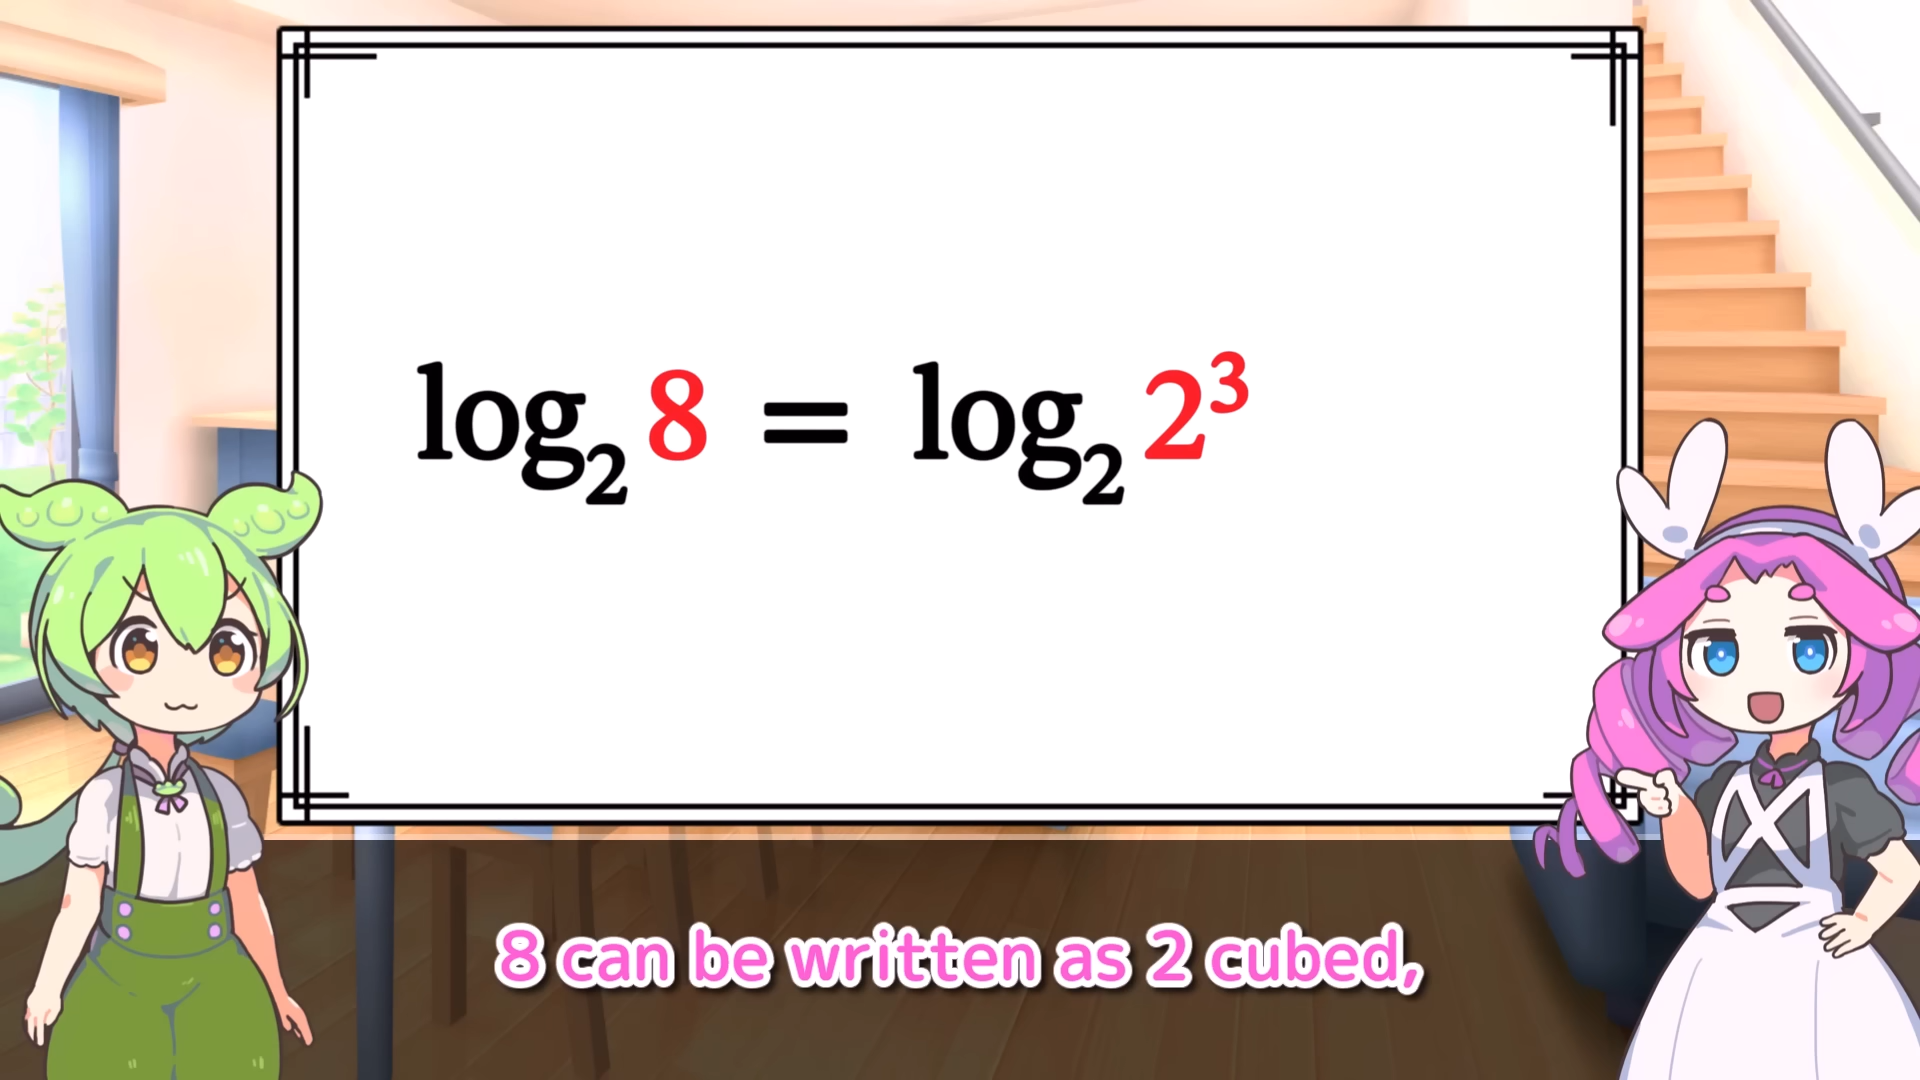 log₂ 8 = log₂ 2³
8 can be written as 2 cubed,